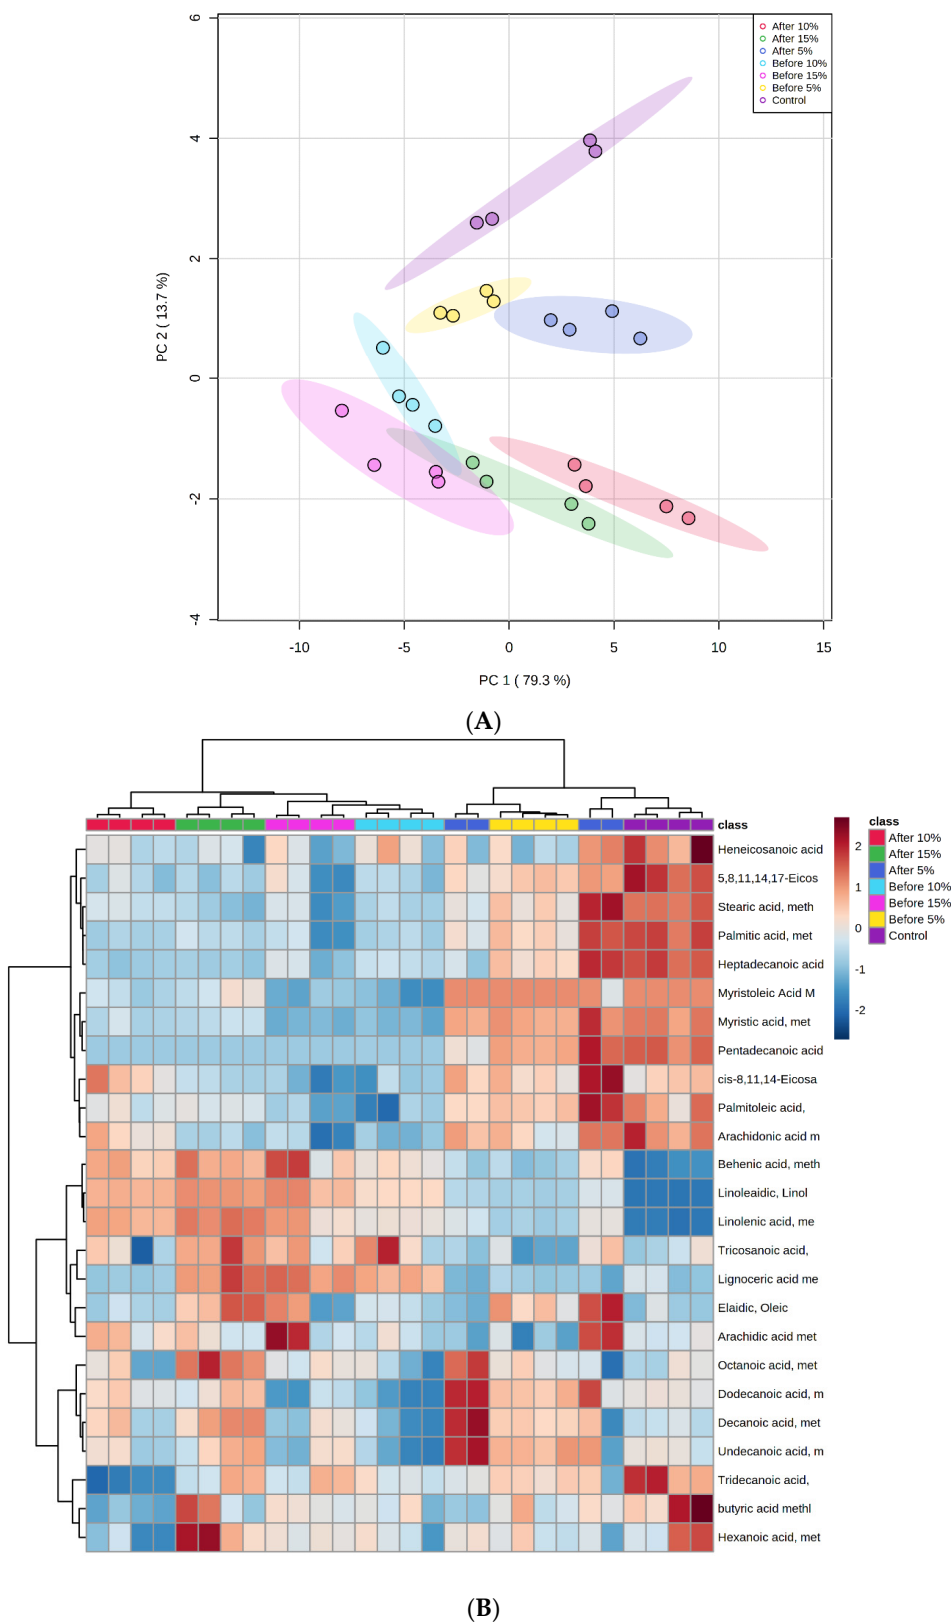 After 10%
After 15%
After 5%
Before 10%
Before 15%
Before 5%
Control
6
4
2
0
-2
-4
PC 2 ( 13.7 %)
-10 -5 0 5 10 15
PC 1 ( 79.3 %)
(A)
class
Heneicosanoic acid
5,8,11,14,17-Eicos
Stearic acid, meth
Palmitic acid, met
Heptadecanoic acid
Myristoleic Acid M
Myristic acid, met
Pentadecanoic acid
cis-8,11,14-Eicosa
Palmitoleic acid,
Arachidonic acid m
Behenic acid, meth
Linoleaidic, Linol
Linolenic acid, me
Tricosanoic acid,
Lignoceric acid me
Elaidic, Oleic
Arachidic acid met
Octanoic acid, met
Dodecanoic acid, m
Decanoic acid, met
Undecanoic acid, m
Tridecanoic acid,
butyric acid methl
Hexanoic acid, met
2
1
0
-1
-2
class
After 10%
After 15%
After 5%
Before 10%
Before 15%
Before 5%
Control
(B)